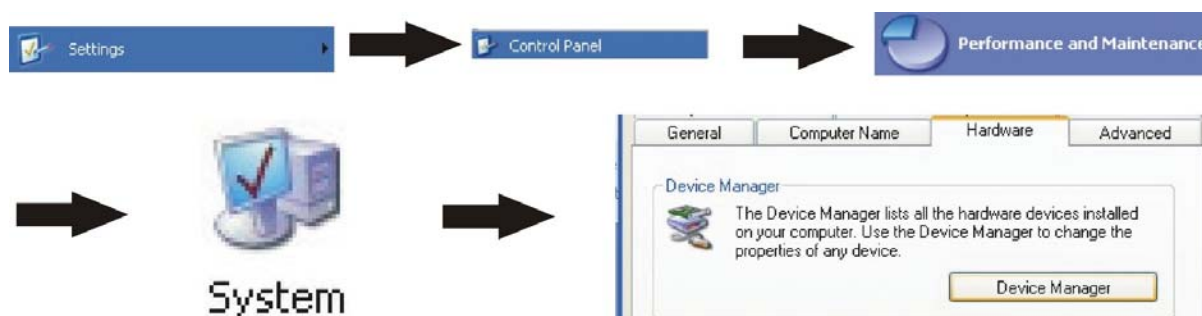 Settings
Control Panel
Performance and Maintenance
System
General Computer Name Hardware Advanced
Device Manager
The Device Manager lists all the hardware devices installed
on your computer. Use the Device Manager to change the
properties of any device.
Device Manager